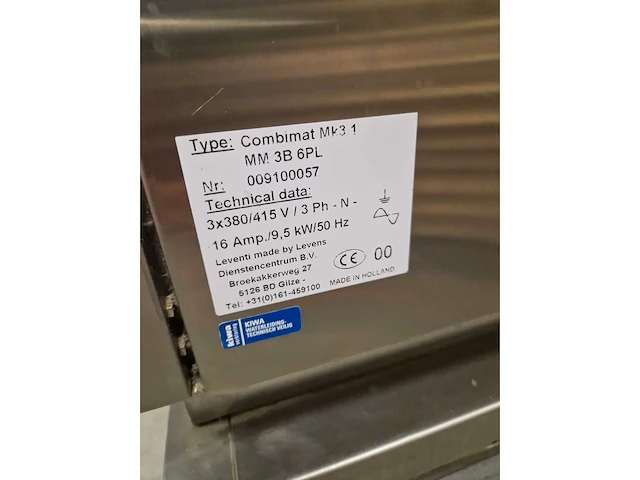 Type: Combimat Mk3.1
MM 3B 6PL
Nr: 009100057
Technical data:
3x380/415 V / 3 Ph - N -
16 Amp./9,5 kW/50 Hz
Leventi made by Levens
Dienstencentrum B.V.
Broekakkerweg 27
5126 BD Gilze -
Tel: +31(0)161-459100
CE 00
MADE IN HOLLAND
kiwa
KIWA
WATERLEIDING-
TECHNISCH VEILIG